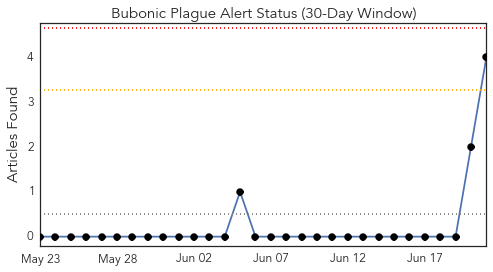 Bubonic Plague Alert Status (30-Day Window)
Articles Found
4
3
2
1
0
May 23 May 28 Jun 02 Jun 07 Jun 12 Jun 17